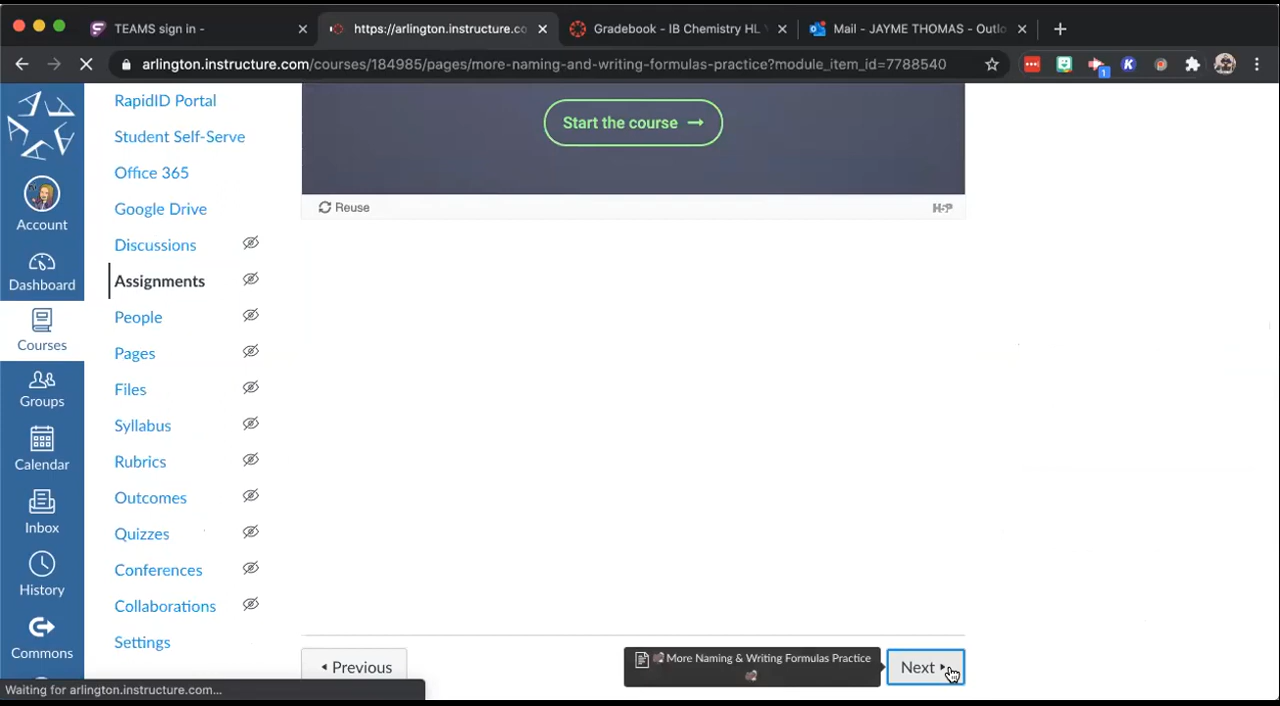 TEAMS sign in -
https://arlington.instructure.co
Gradebook - IB Chemistry HL
Mail - JAYME THOMAS - Outlo
arlington.instructure.com/courses/184985/pages/more-naming-and-writing-formulas-practice?module_item_id=7788540
1
K
Account
Dashboard
Courses
Groups
Calendar
Inbox
History
Commons
RapidID Portal
Student Self-Serve
Office 365
Google Drive
Discussions
Assignments
People
Pages
Files
Syllabus
Rubrics
Outcomes
Quizzes
Conferences
Collaborations
Settings
Start the course →
Reuse
H5P
Previous
More Naming & Writing Formulas Practice
Next
Waiting for arlington.instructure.com...